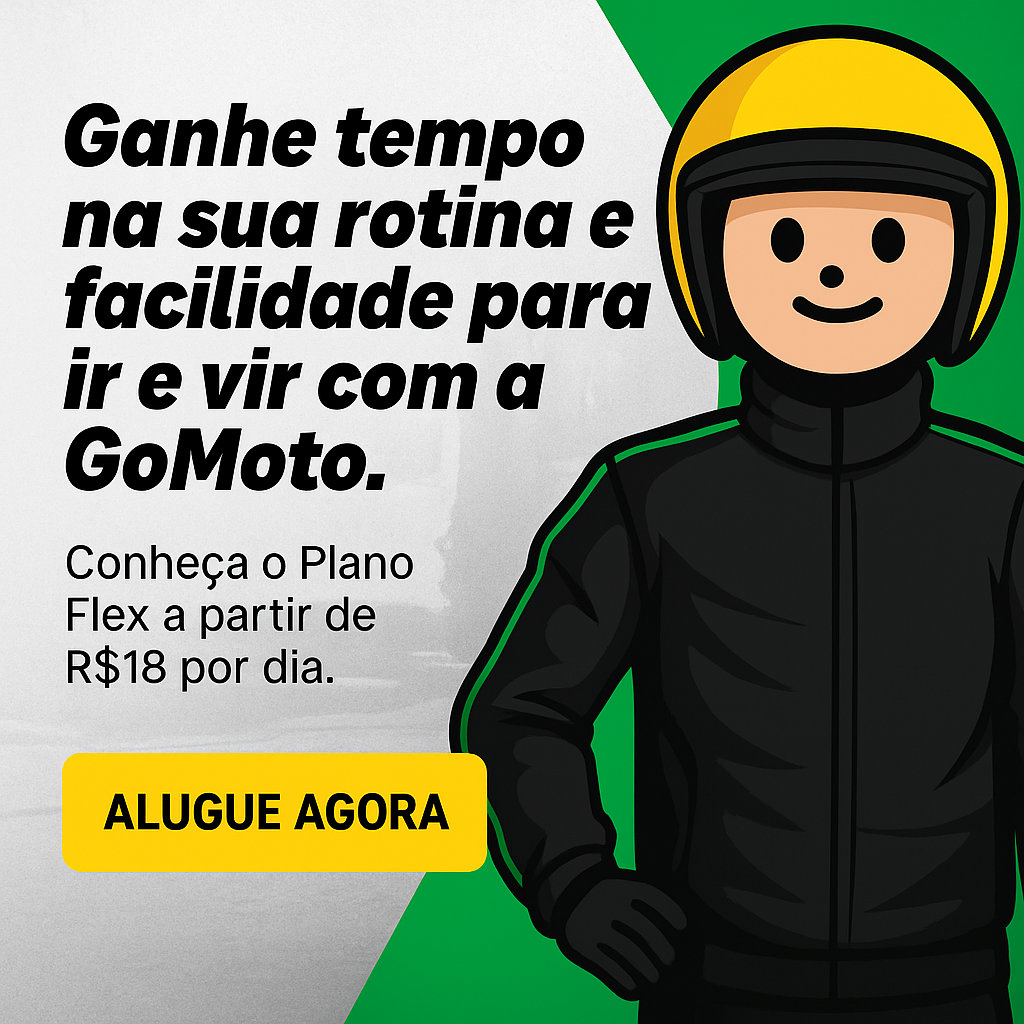 Ganhe tempo
na sua rotina e
facilidade para
ir e vir com a
GoMoto.
Conheça o Plano
Flex a partir de
R$18 por dia.
ALUGUE AGORA